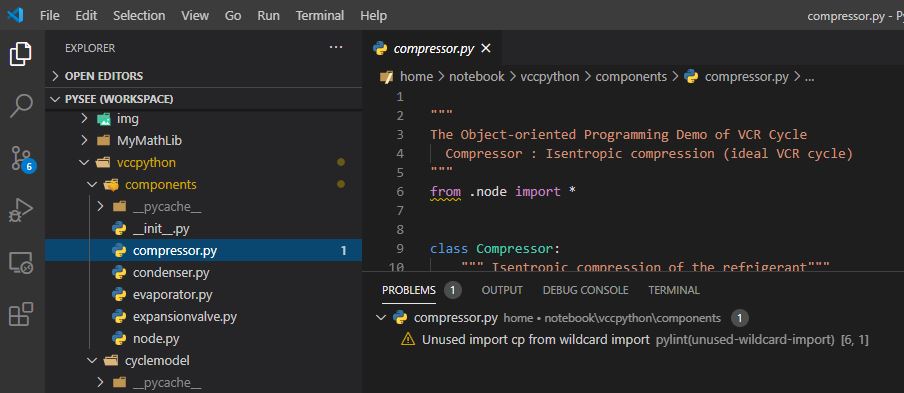 File Edit Selection View Go Run Terminal Help compressor.py - Py
EXPLORER ...
OPEN EDITORS
PYSEE (WORKSPACE)
img
MyMathLib
vccpython
components
__pycache__
__init__.py
compressor.py 1
condenser.py
evaporator.py
expansionvalve.py
node.py
cyclemodel
__pycache__
6
compressor.py
home > notebook > vccpython > components > compressor.py > ...
1
2 """
3 The Object-oriented Programming Demo of VCR Cycle
4 Compressor : Isentropic compression (ideal VCR cycle)
5 """
6 from .node import *
7
8
9 class Compressor:
10 """ Isentropic compression of the refrigerant"""
PROBLEMS 1 OUTPUT DEBUG CONSOLE TERMINAL
compressor.py home • notebook\vccpython\components 1
Unused import cp from wildcard import pylint(unused-wildcard-import) [6, 1]